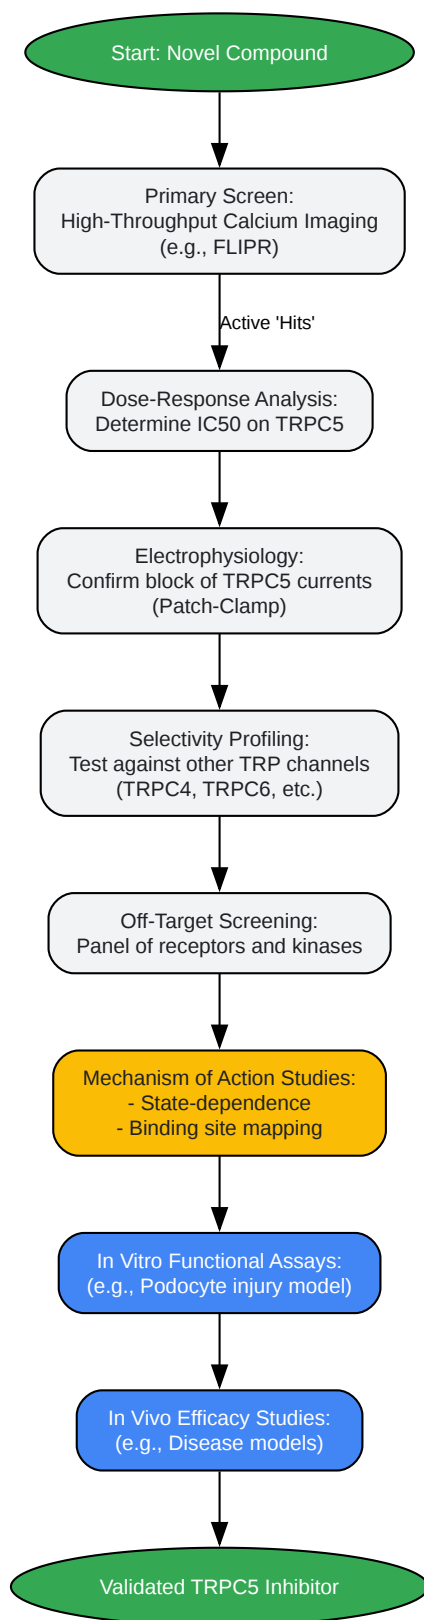 Start: Novel Compound
Primary Screen:
High-Throughput Calcium Imaging
(e.g., FLIPR)
Active 'Hits'
Dose-Response Analysis:
Determine IC50 on TRPC5
Electrophysiology:
Confirm block of TRPC5 currents
(Patch-Clamp)
Selectivity Profiling:
Test against other TRP channels
(TRPC4, TRPC6, etc.)
Off-Target Screening:
Panel of receptors and kinases
Mechanism of Action Studies:
- State-dependence
- Binding site mapping
In Vitro Functional Assays:
(e.g., Podocyte injury model)
In Vivo Efficacy Studies:
(e.g., Disease models)
Validated TRPC5 Inhibitor